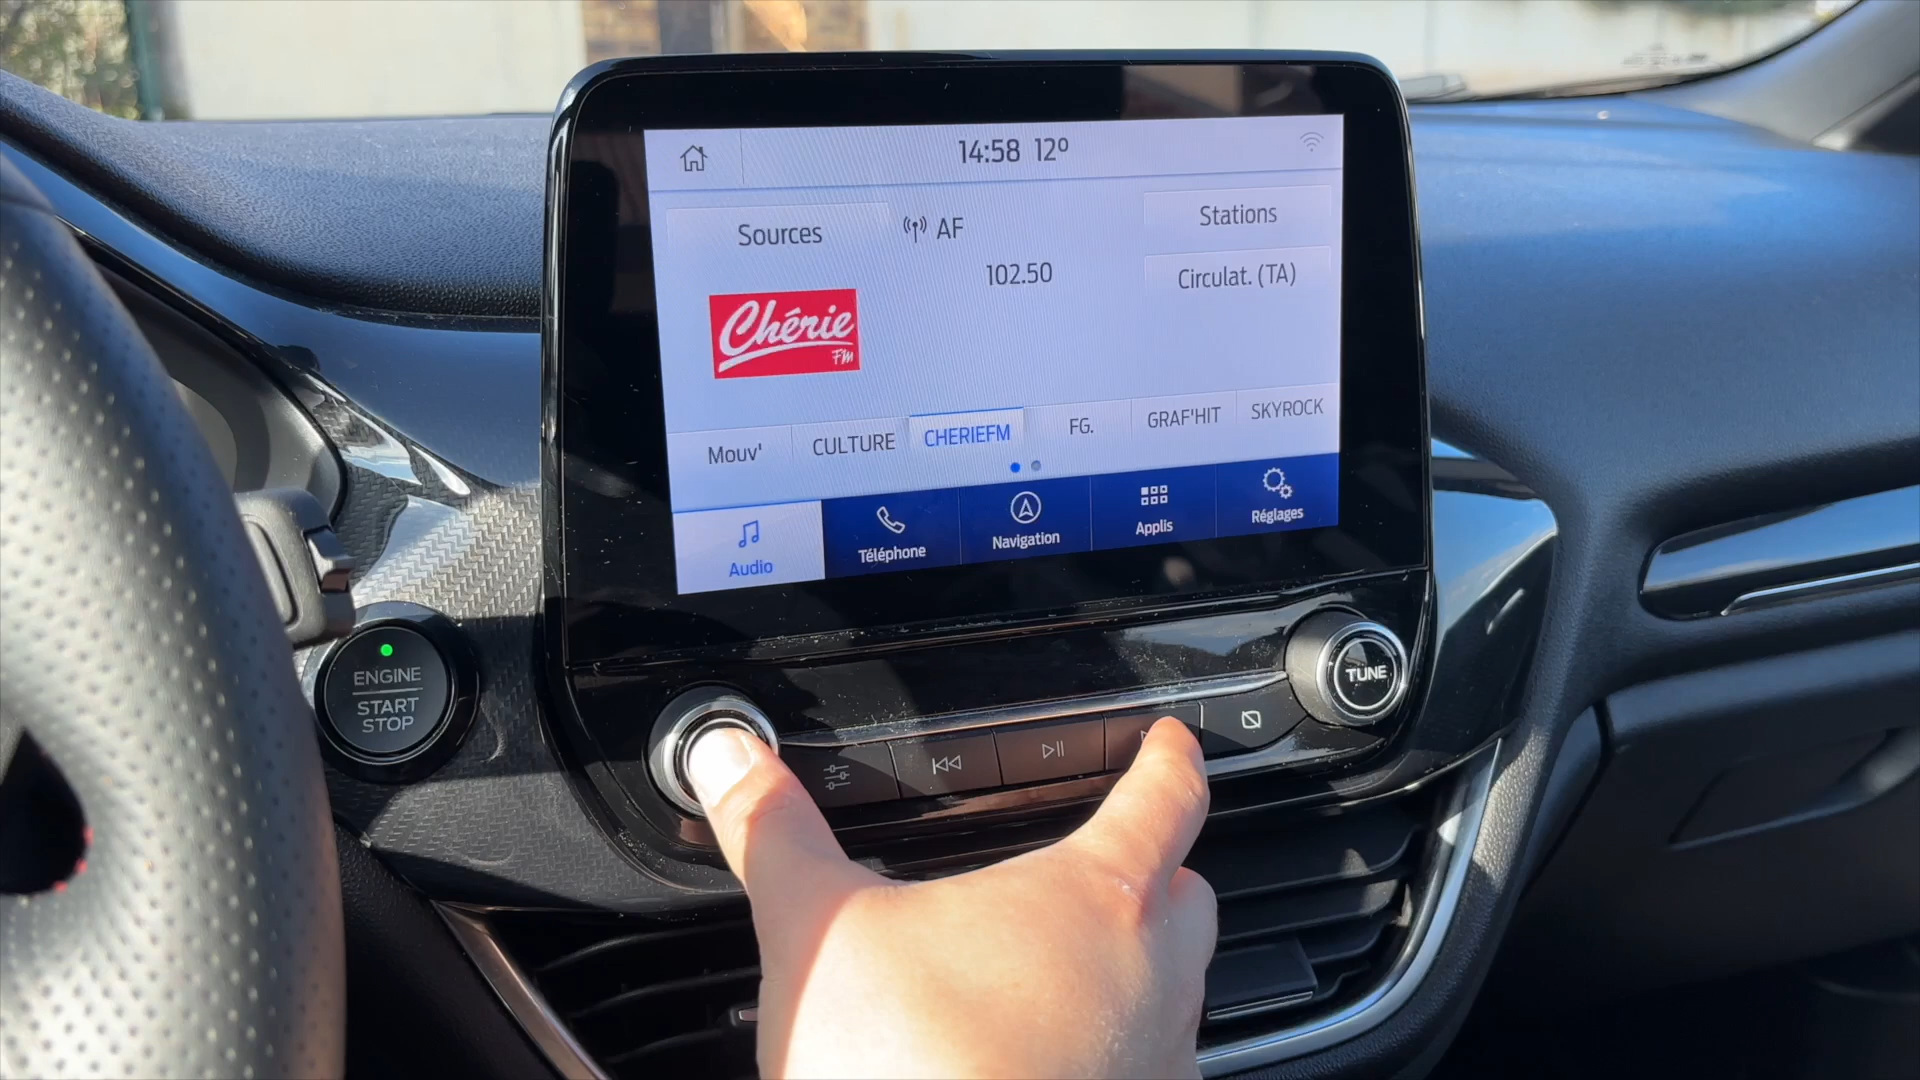 14:58 12º
Sources
AF
Stations
102.50
Circulat. (TA)
Chérie
FM
Mouv'
CULTURE
CHERIEFM
FG.
GRAF'HIT
SKYROCK
Audio
Téléphone
Navigation
Applis
Réglages
ENGINE
START
STOP
TUNE